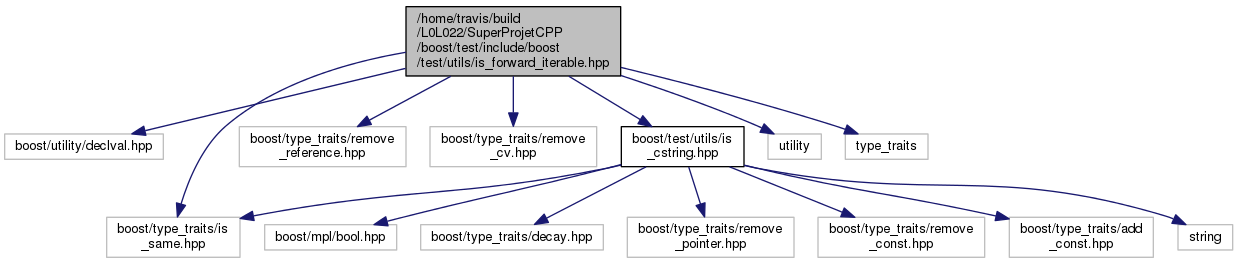 /home/travis/build
/L0L022/SuperProjetCPP
/boost/test/include/boost
/test/utils/is_forward_iterable.hpp
boost/utility/declval.hpp
boost/type_traits/remove
_reference.hpp
boost/type_traits/remove
_cv.hpp
boost/test/utils/is
_cstring.hpp
utility
type_traits
boost/type_traits/is
_same.hpp
boost/mpl/bool.hpp
boost/type_traits/decay.hpp
boost/type_traits/remove
_pointer.hpp
boost/type_traits/remove
_const.hpp
boost/type_traits/add
_const.hpp
string